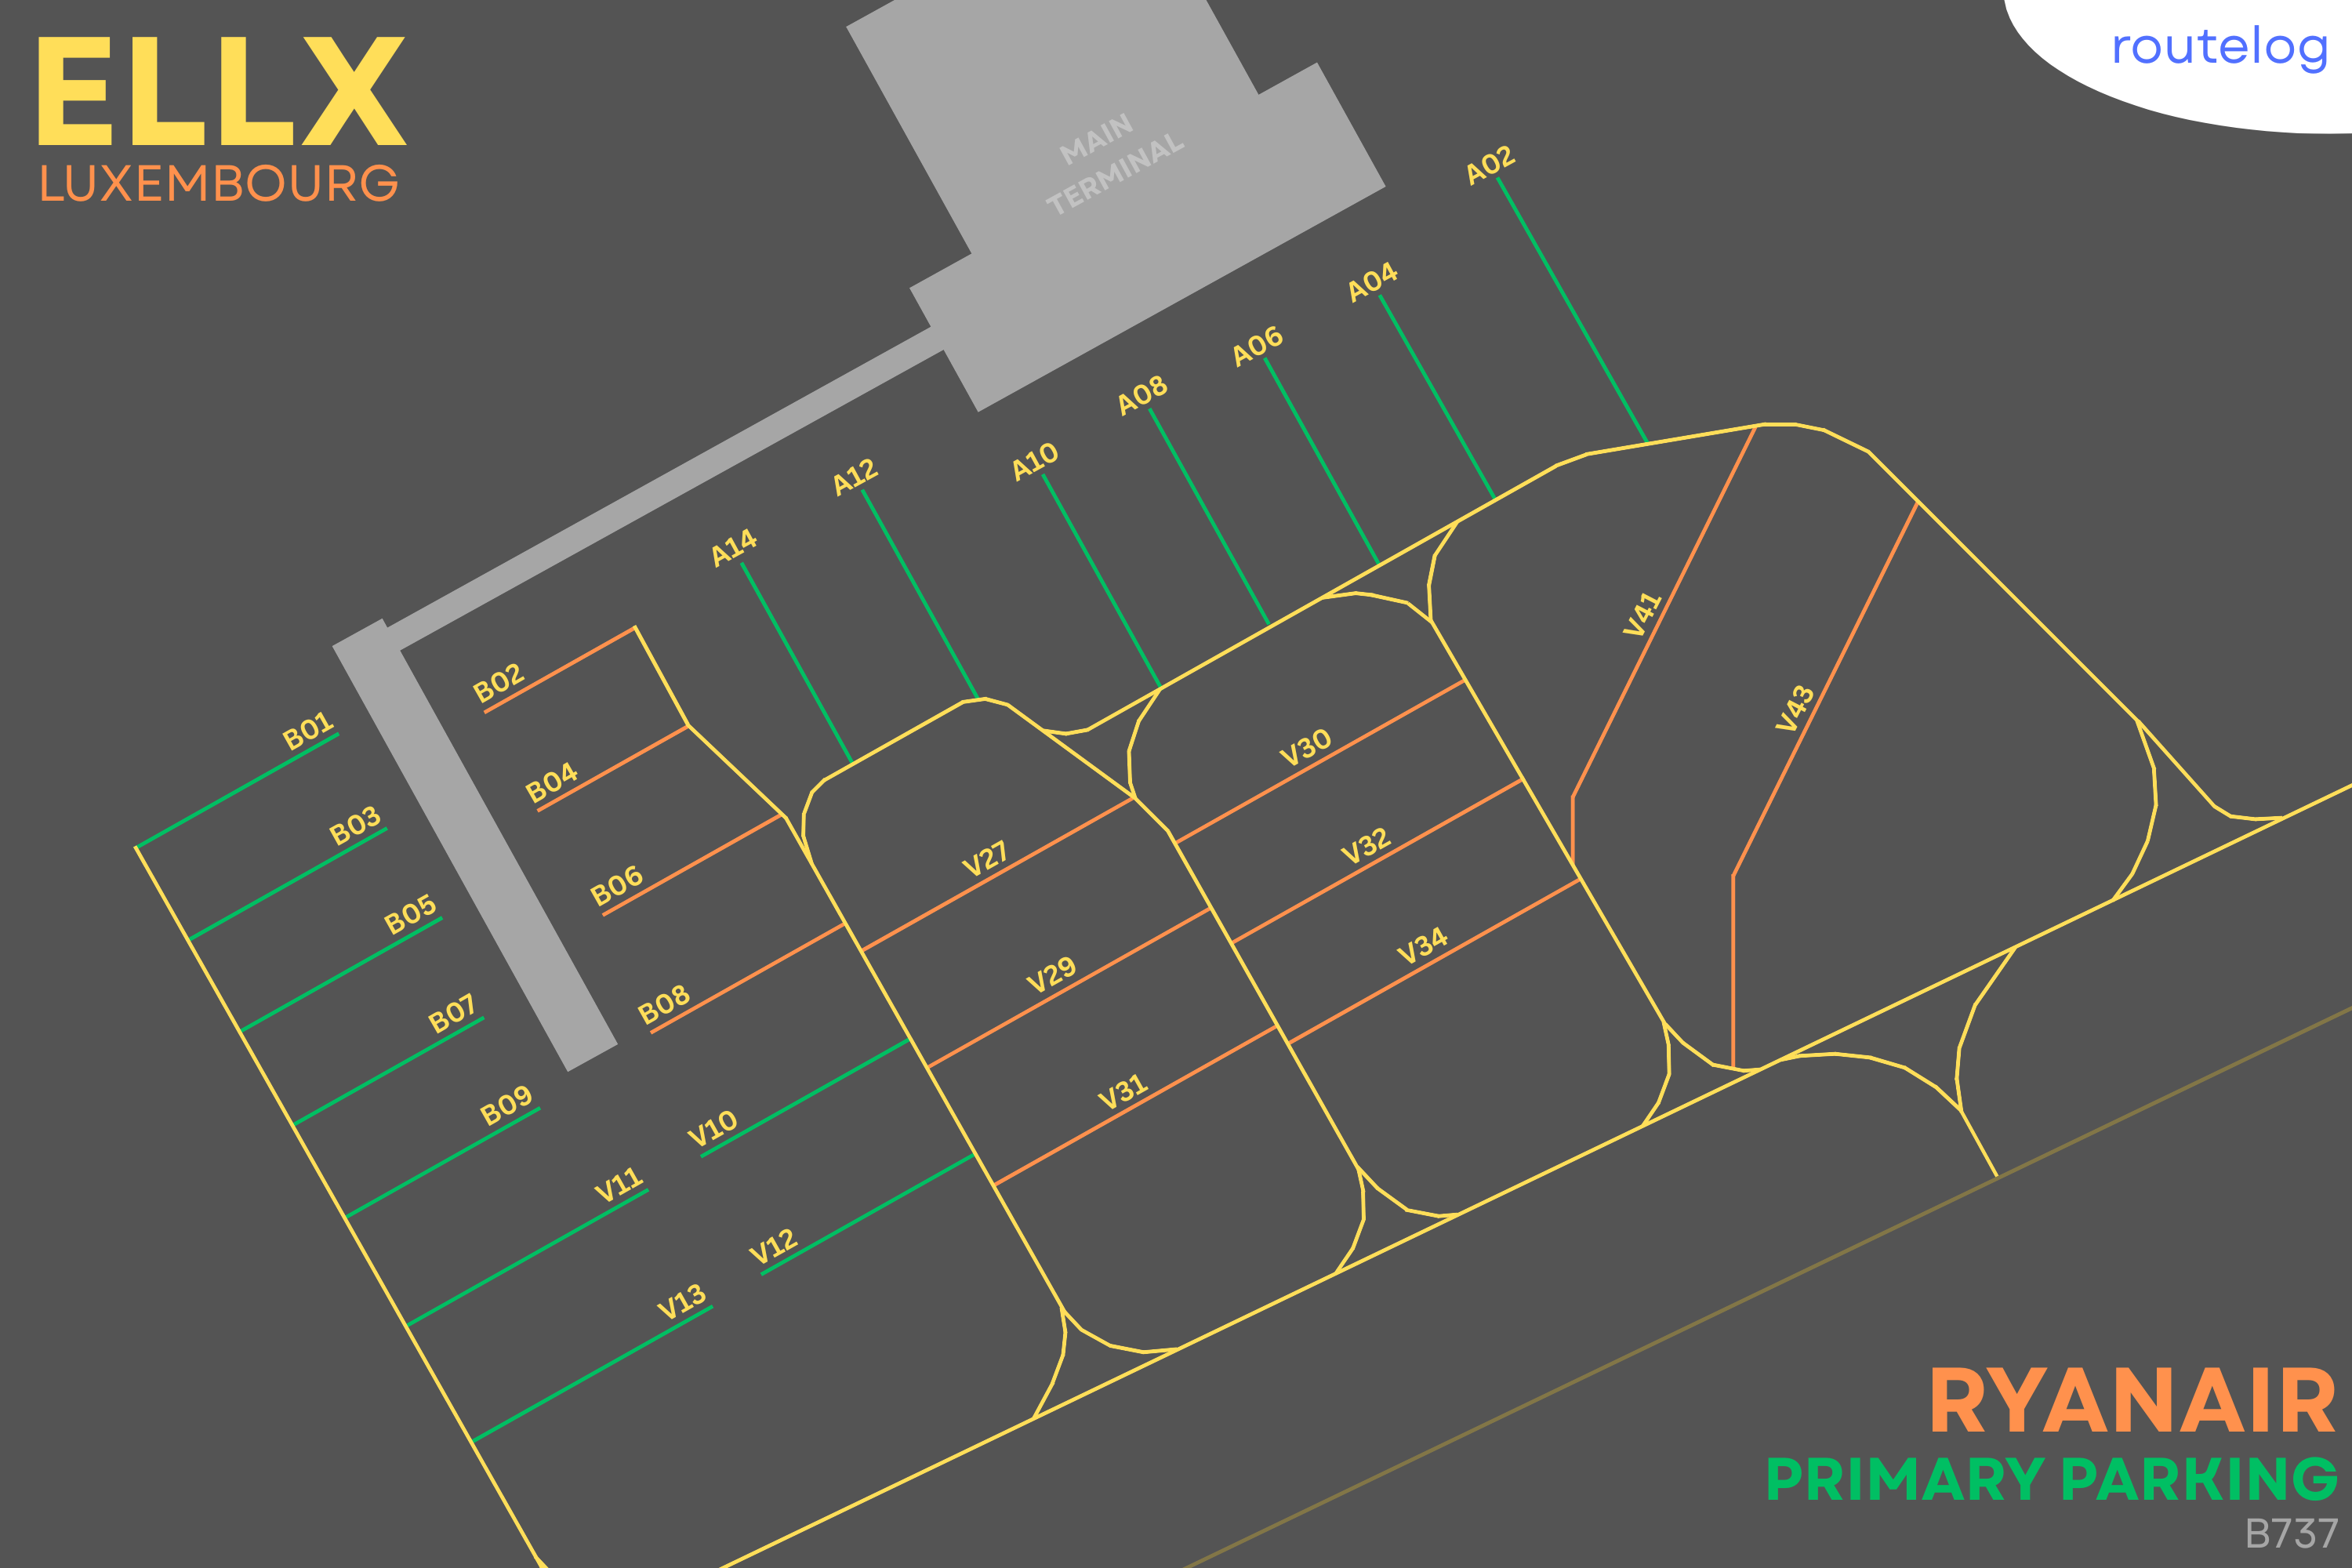 ELLX
LUXEMBOURG
routelog
MAIN
TERMINAL
A02
A04
A06
A08
A10
A12
A14
B02
B01
B04
B03
B06
B05
B08
B07
B09
V41
V43
V30
V32
V34
V27
V29
V31
V10
V11
V12
V13
RYANAIR
PRIMARY PARKING
B737